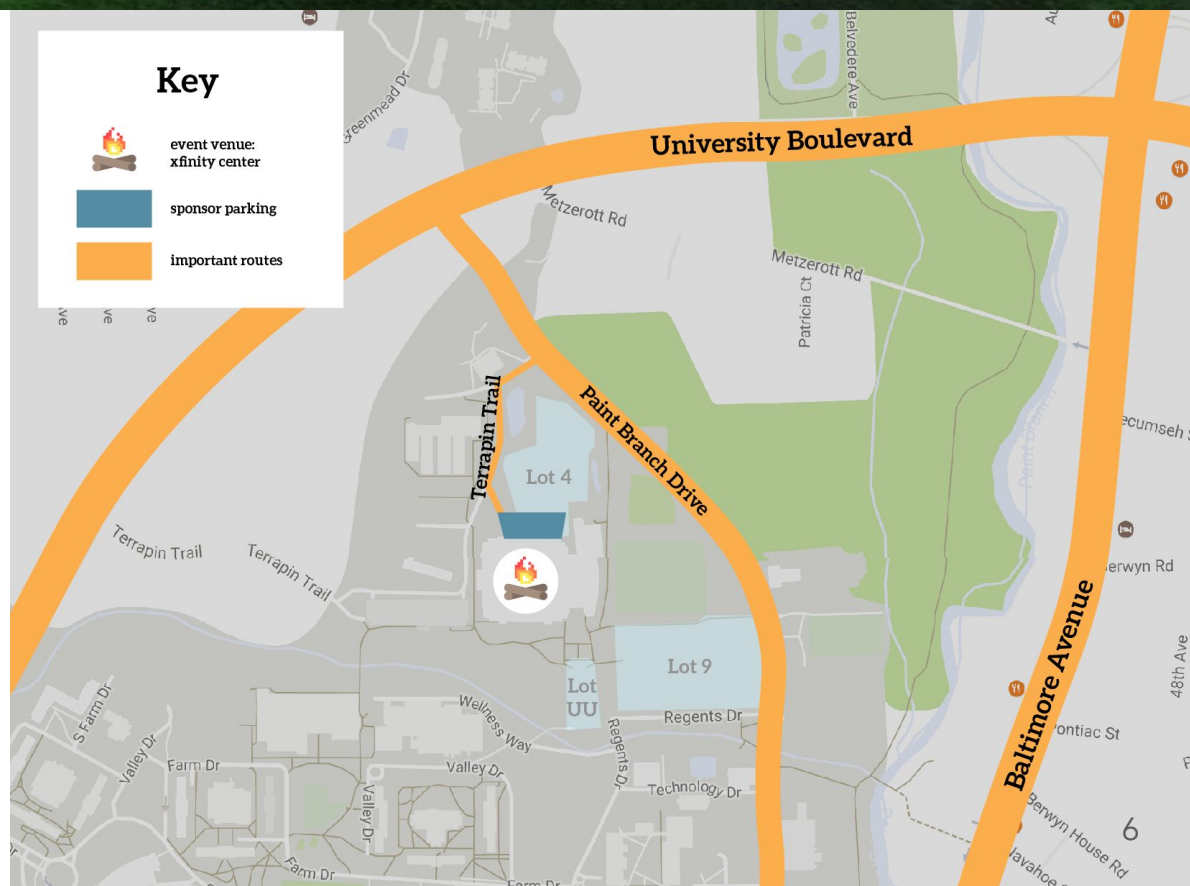 Key
event venue:
xfinity center
sponsor parking
important routes
Greenmead Dr
Belvedere Ave
University Boulevard
Metzerott Rd
Metzerott Rd
Patricia Ct
Terrapin Trail
Paint Branch Drive
Paint Branch
Lot 4
Terrapin Trail
Terrapin Trail
Berwyn Rd
Baltimore Avenue
48th Ave
Lot 9
Lot
UU
Regents Dr
Regents Dr
Wellness Way
S Farm Dr
Valley Dr
Farm Dr
Valley Dr
Valley Dr
Technology Dr
Pontiac St
Berwyn House Rd
6
Farm Dr
Farm Dr